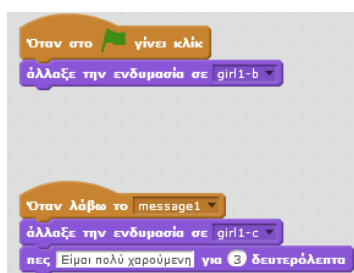 Όταν στο γίνει κλικ
άλλαξε την ενδυμασία σε girl1-b
Όταν λάβω το message1
άλλαξε την ενδυμασία σε girl1-c
πες Είμαι πολύ χαρούμενη για 3 δευτερόλεπτα